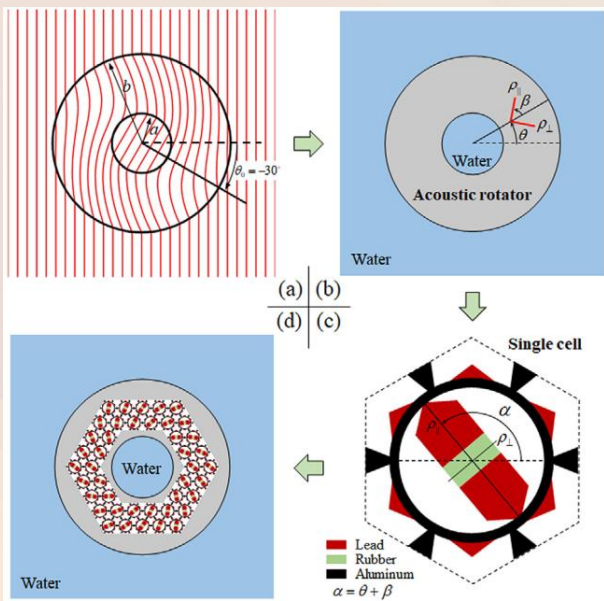 b
a
θ₀ = −30°
ρ∥
β
ρ⊥
θ
Water
Acoustic rotator
Water
(a) (b)
(d) (c)
Single cell
α
ρ∥
ρ⊥
Water
Water
Lead
Rubber
Aluminum
α = θ + β